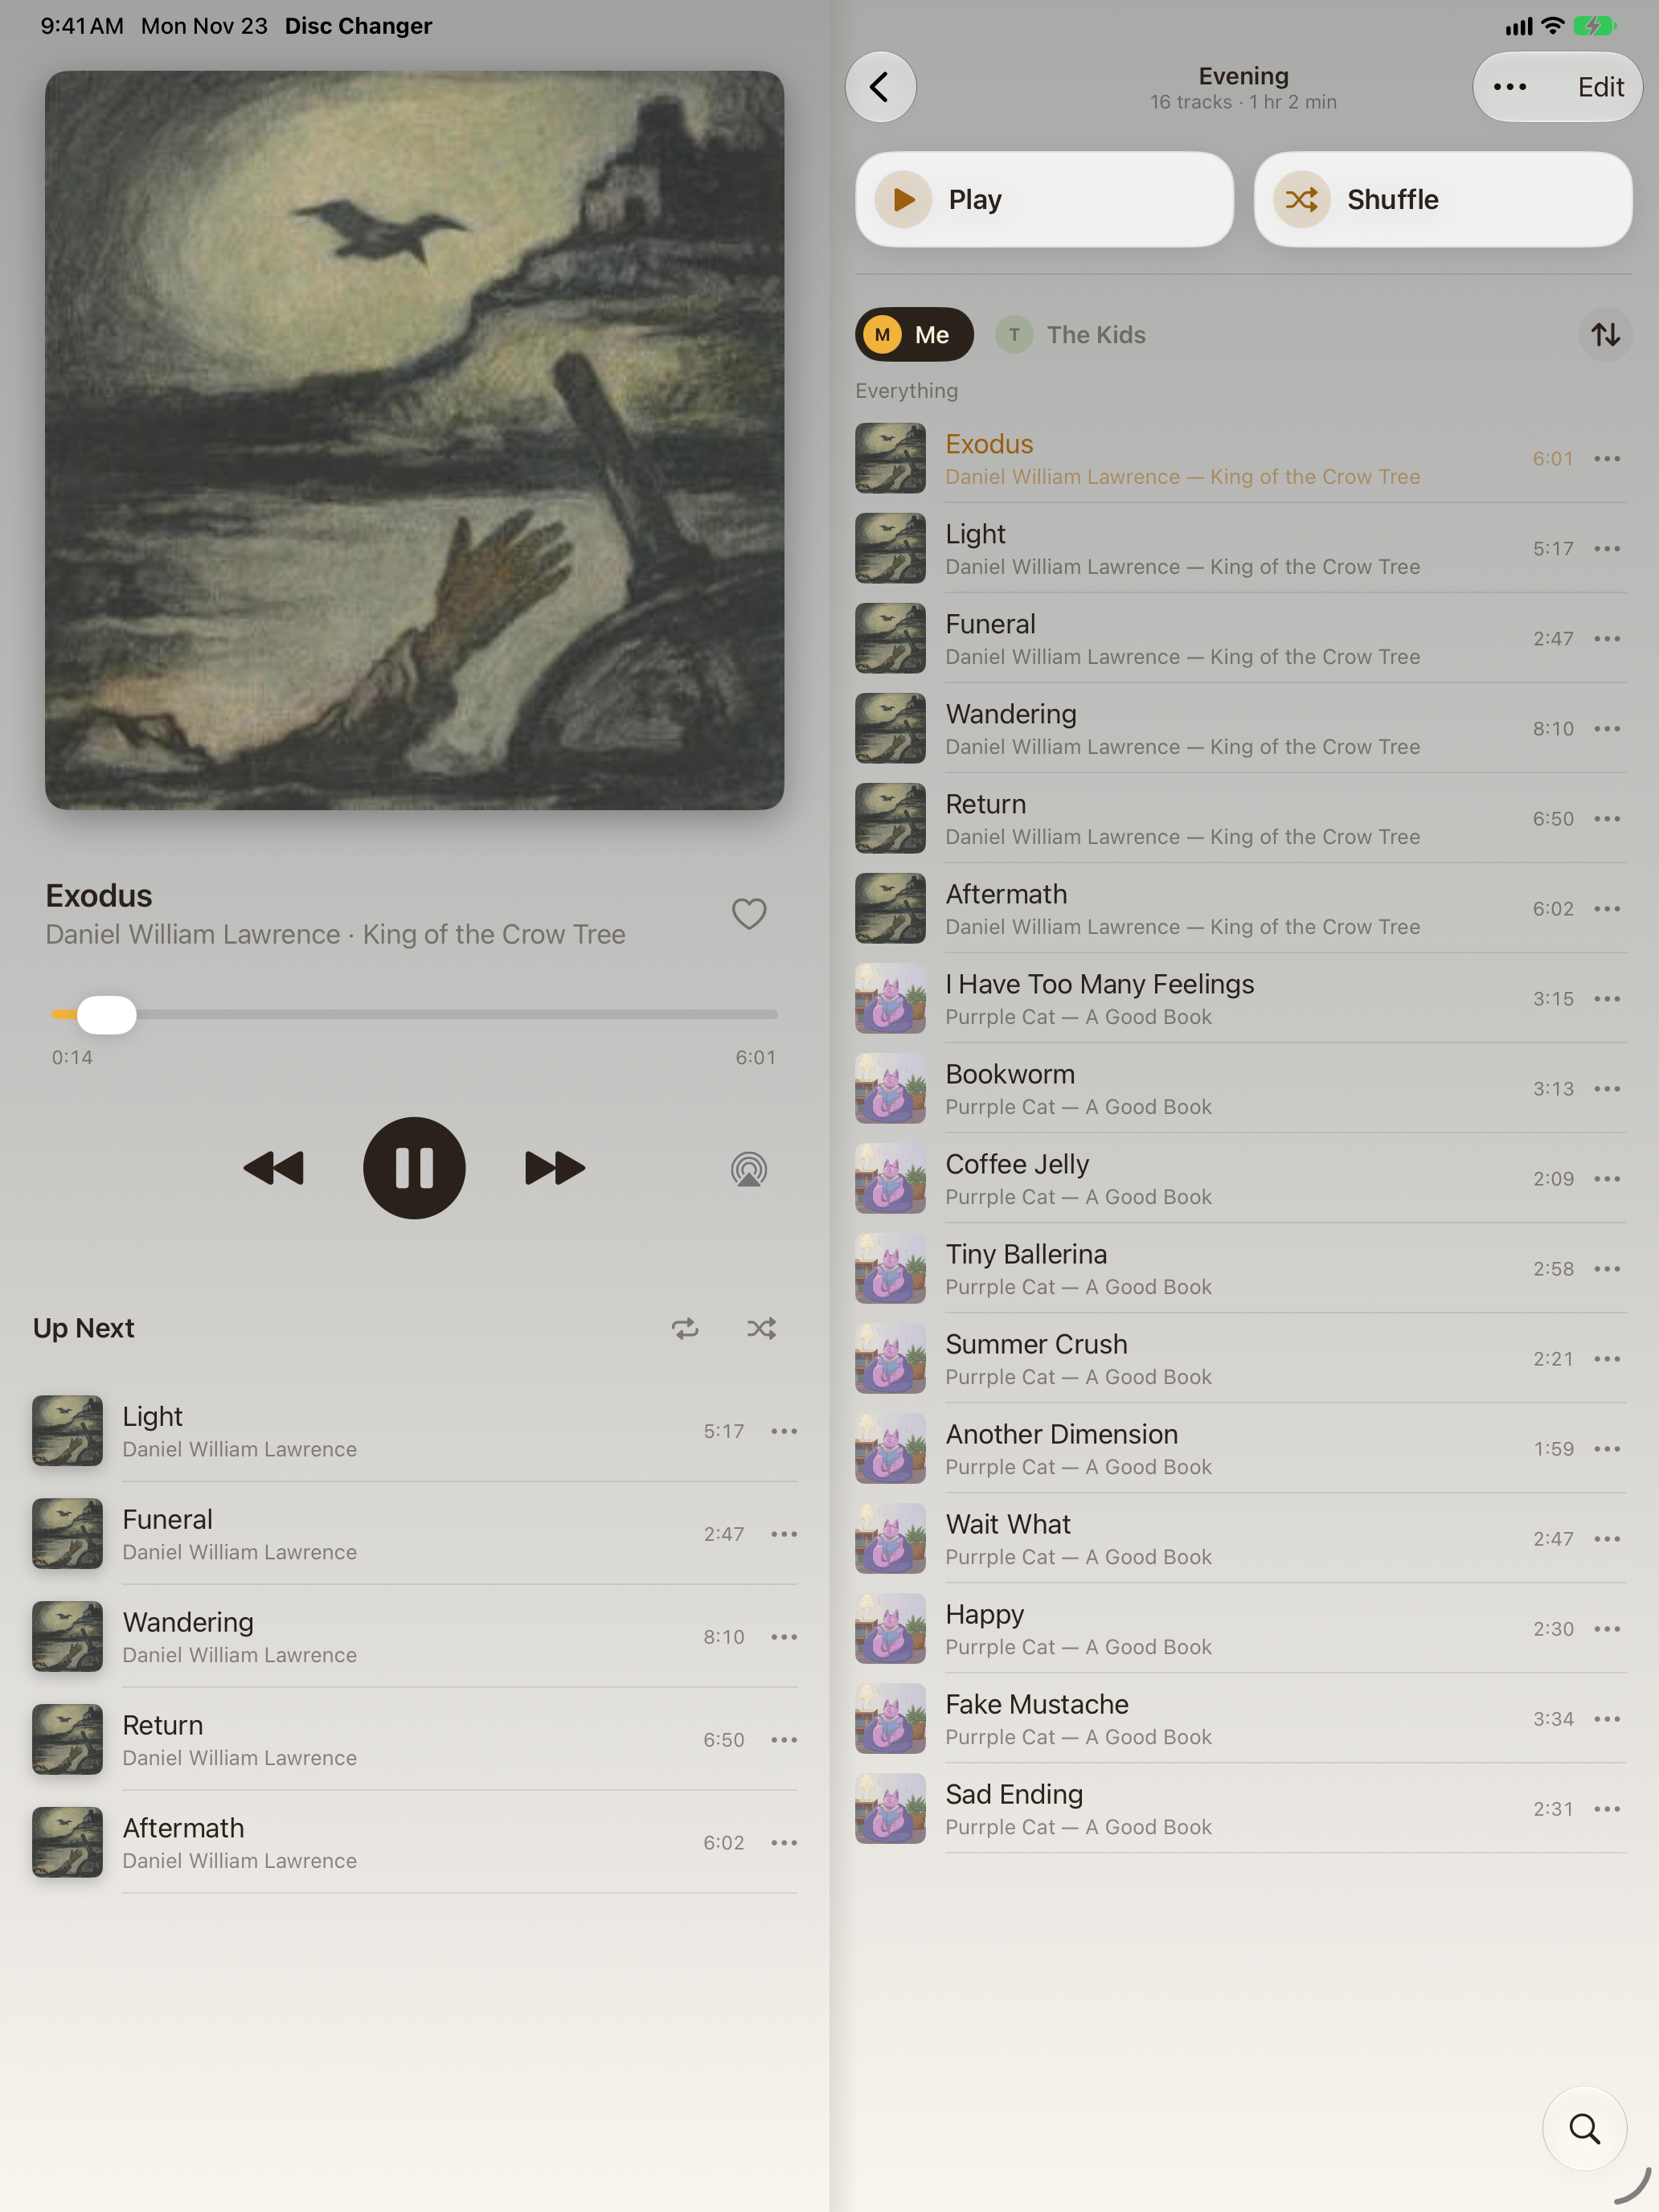 9:41 AM Mon Nov 23 Disc Changer
Exodus
Daniel William Lawrence · King of the Crow Tree
0:14
6:01
Up Next
Light
Daniel William Lawrence
5:17
Funeral
Daniel William Lawrence
2:47
Wandering
Daniel William Lawrence
8:10
Return
Daniel William Lawrence
6:50
Aftermath
Daniel William Lawrence
6:02
Evening
16 tracks · 1 hr 2 min
Edit
Play
Shuffle
M Me
T The Kids
Everything
Exodus
Daniel William Lawrence — King of the Crow Tree
6:01
Light
Daniel William Lawrence — King of the Crow Tree
5:17
Funeral
Daniel William Lawrence — King of the Crow Tree
2:47
Wandering
Daniel William Lawrence — King of the Crow Tree
8:10
Return
Daniel William Lawrence — King of the Crow Tree
6:50
Aftermath
Daniel William Lawrence — King of the Crow Tree
6:02
I Have Too Many Feelings
Purrple Cat — A Good Book
3:15
Bookworm
Purrple Cat — A Good Book
3:13
Coffee Jelly
Purrple Cat — A Good Book
2:09
Tiny Ballerina
Purrple Cat — A Good Book
2:58
Summer Crush
Purrple Cat — A Good Book
2:21
Another Dimension
Purrple Cat — A Good Book
1:59
Wait What
Purrple Cat — A Good Book
2:47
Happy
Purrple Cat — A Good Book
2:30
Fake Mustache
Purrple Cat — A Good Book
3:34
Sad Ending
Purrple Cat — A Good Book
2:31